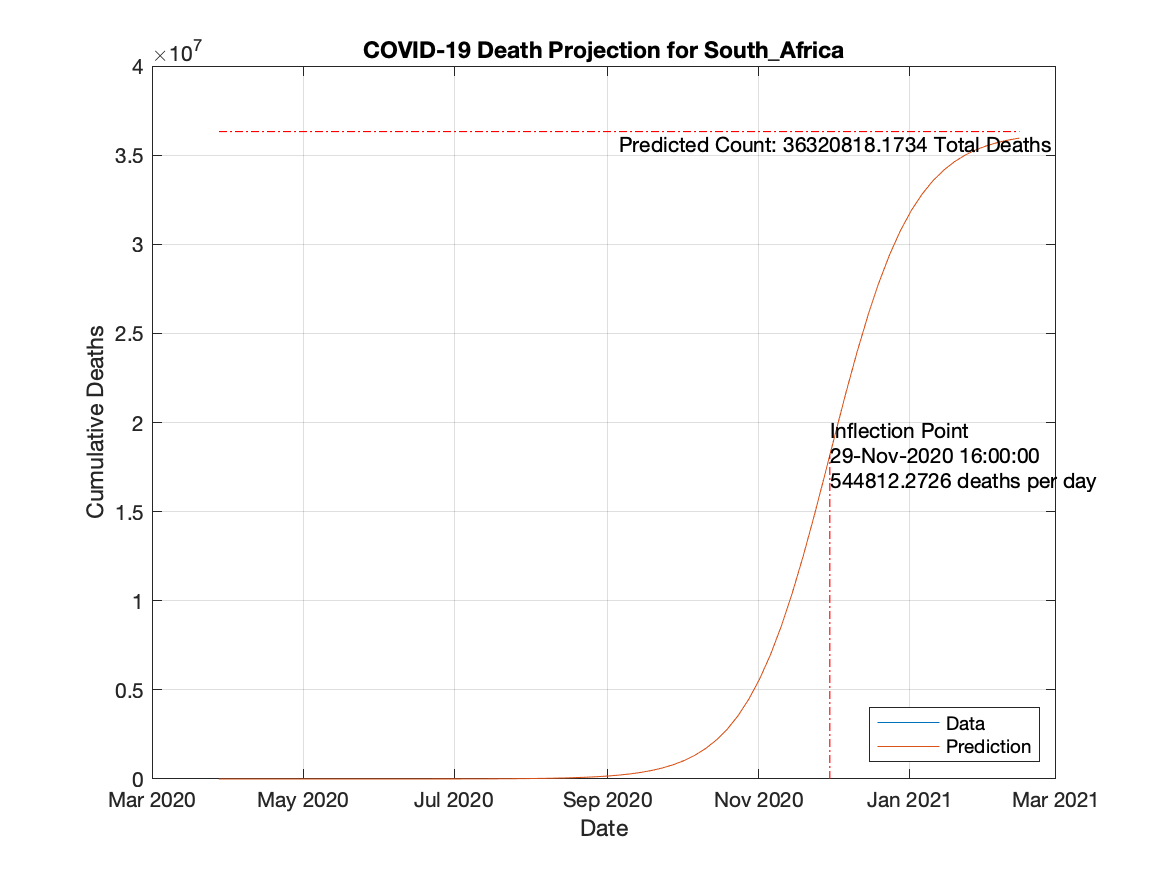 COVID-19 Death Projection for South_Africa
×10⁷
4
3.5
3
2.5
2
1.5
1
0.5
0
Cumulative Deaths
Predicted Count: 36320818.1734 Total Deaths
Inflection Point
29-Nov-2020 16:00:00
544812.2726 deaths per day
Data
Prediction
Mar 2020 May 2020 Jul 2020 Sep 2020 Nov 2020 Jan 2021 Mar 2021
Date